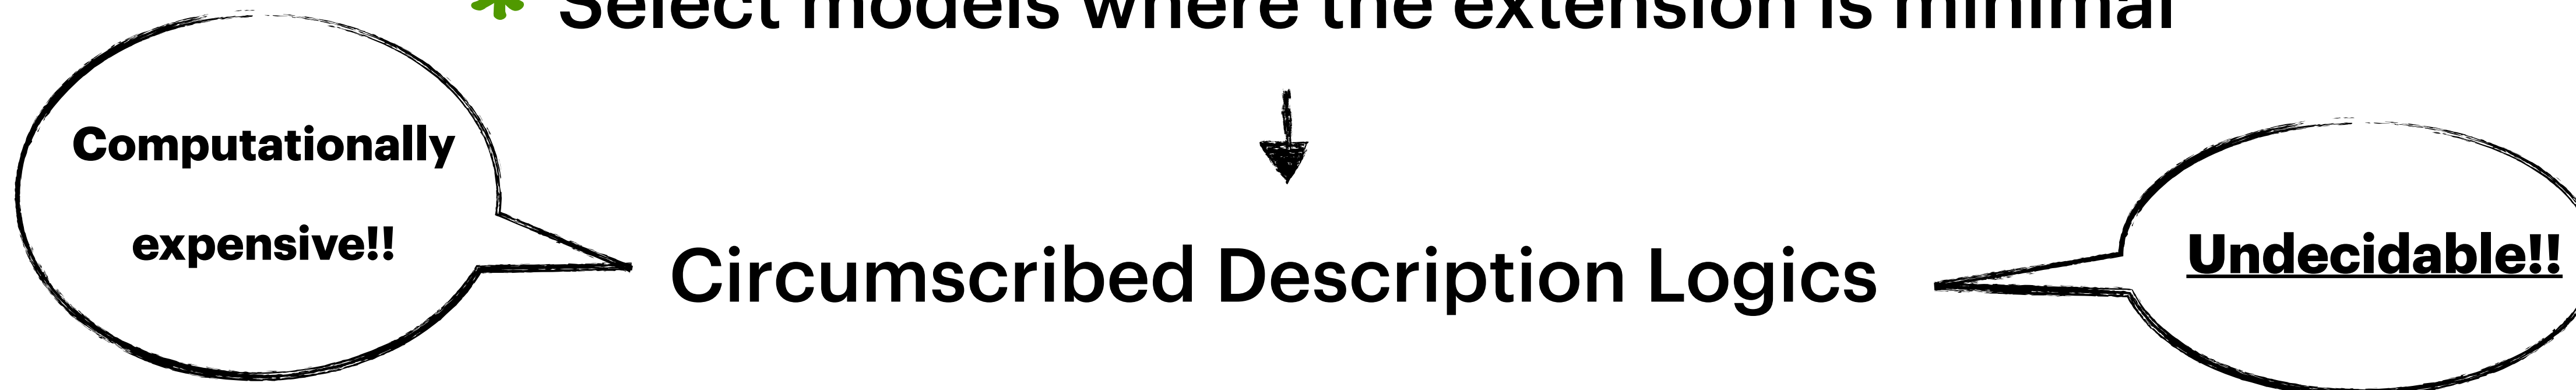 * Select models where the extension is minimal
Computationally
expensive!!
Circumscribed Description Logics
Undecidable!!